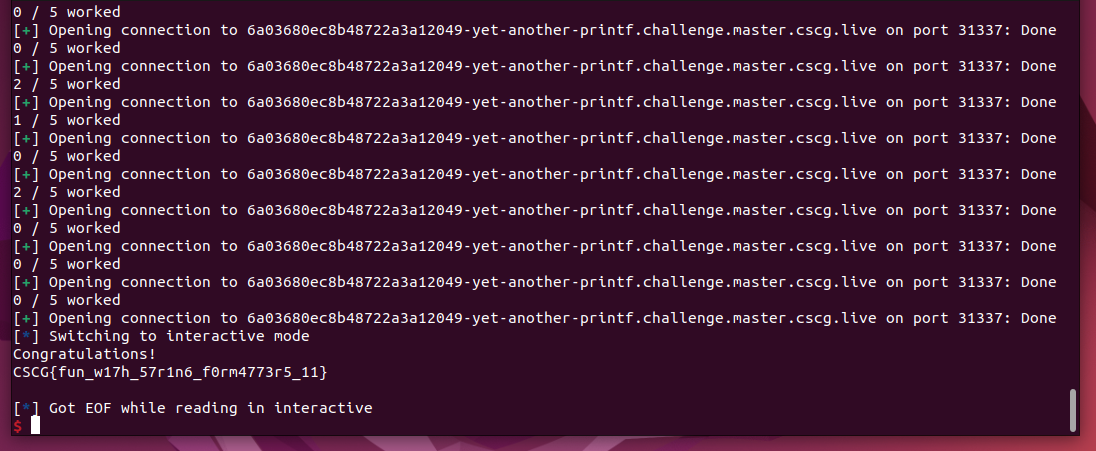 0 / 5 worked
[+] Opening connection to 6a03680ec8b48722a3a12049-yet-another-printf.challenge.master.cscg.live on port 31337: Done
0 / 5 worked
[+] Opening connection to 6a03680ec8b48722a3a12049-yet-another-printf.challenge.master.cscg.live on port 31337: Done
2 / 5 worked
[+] Opening connection to 6a03680ec8b48722a3a12049-yet-another-printf.challenge.master.cscg.live on port 31337: Done
1 / 5 worked
[+] Opening connection to 6a03680ec8b48722a3a12049-yet-another-printf.challenge.master.cscg.live on port 31337: Done
0 / 5 worked
[+] Opening connection to 6a03680ec8b48722a3a12049-yet-another-printf.challenge.master.cscg.live on port 31337: Done
2 / 5 worked
[+] Opening connection to 6a03680ec8b48722a3a12049-yet-another-printf.challenge.master.cscg.live on port 31337: Done
0 / 5 worked
[+] Opening connection to 6a03680ec8b48722a3a12049-yet-another-printf.challenge.master.cscg.live on port 31337: Done
0 / 5 worked
[+] Opening connection to 6a03680ec8b48722a3a12049-yet-another-printf.challenge.master.cscg.live on port 31337: Done
0 / 5 worked
[+] Opening connection to 6a03680ec8b48722a3a12049-yet-another-printf.challenge.master.cscg.live on port 31337: Done
[*] Switching to interactive mode
Congratulations!
CSCG{fun_w17h_57r1n6_f0rm4773r5_11}
[*] Got EOF while reading in interactive
$